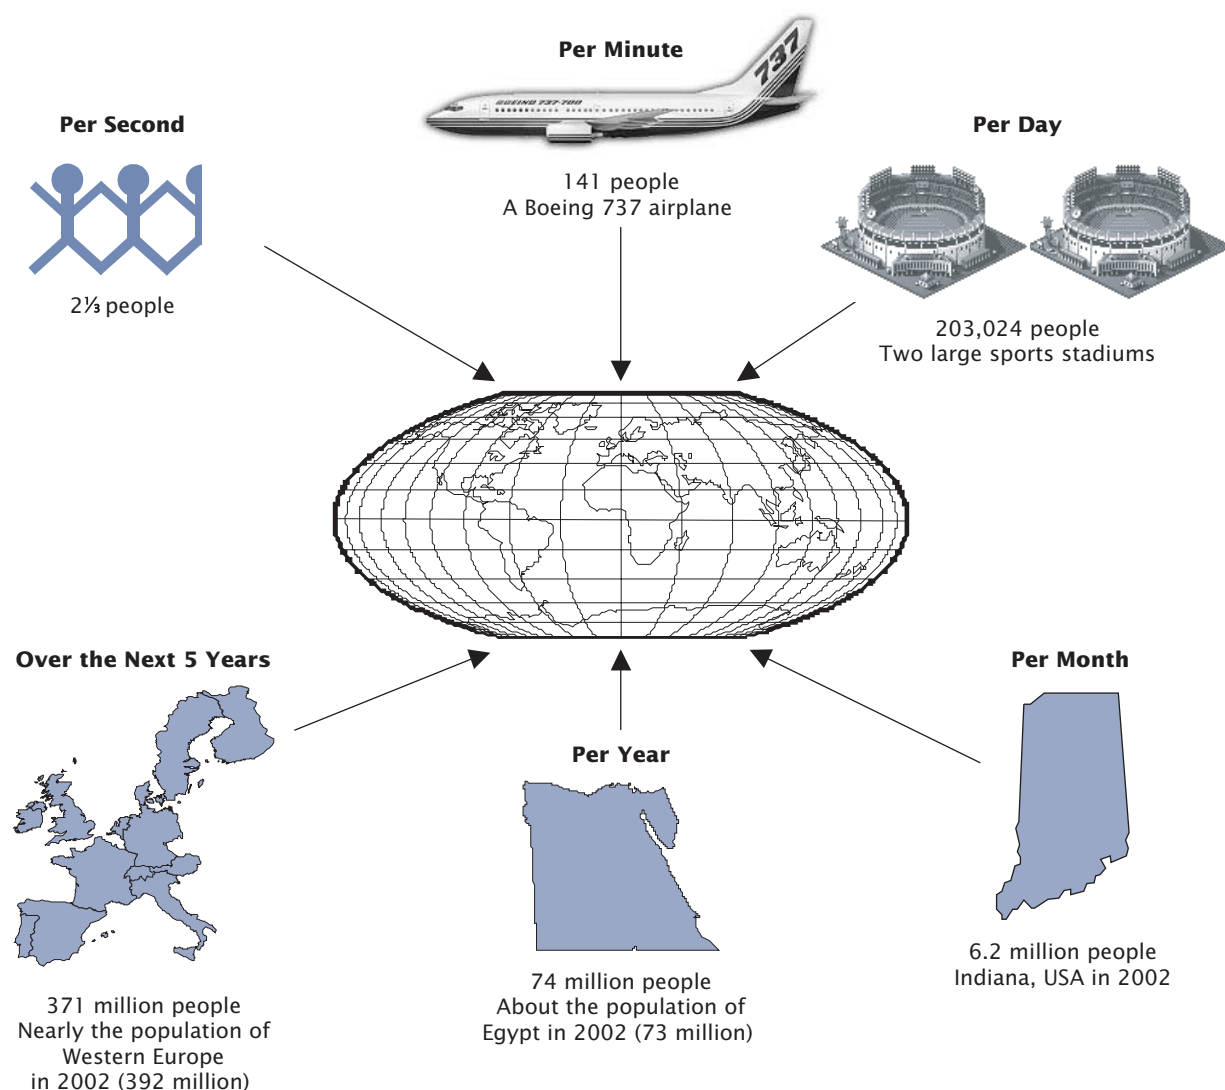 Per Minute
737
BOEING 737-700
141 people
A Boeing 737 airplane
Per Second
2⅓ people
Per Day
203,024 people
Two large sports stadiums
Over the Next 5 Years
371 million people
Nearly the population of
Western Europe
in 2002 (392 million)
Per Year
74 million people
About the population of
Egypt in 2002 (73 million)
Per Month
6.2 million people
Indiana, USA in 2002